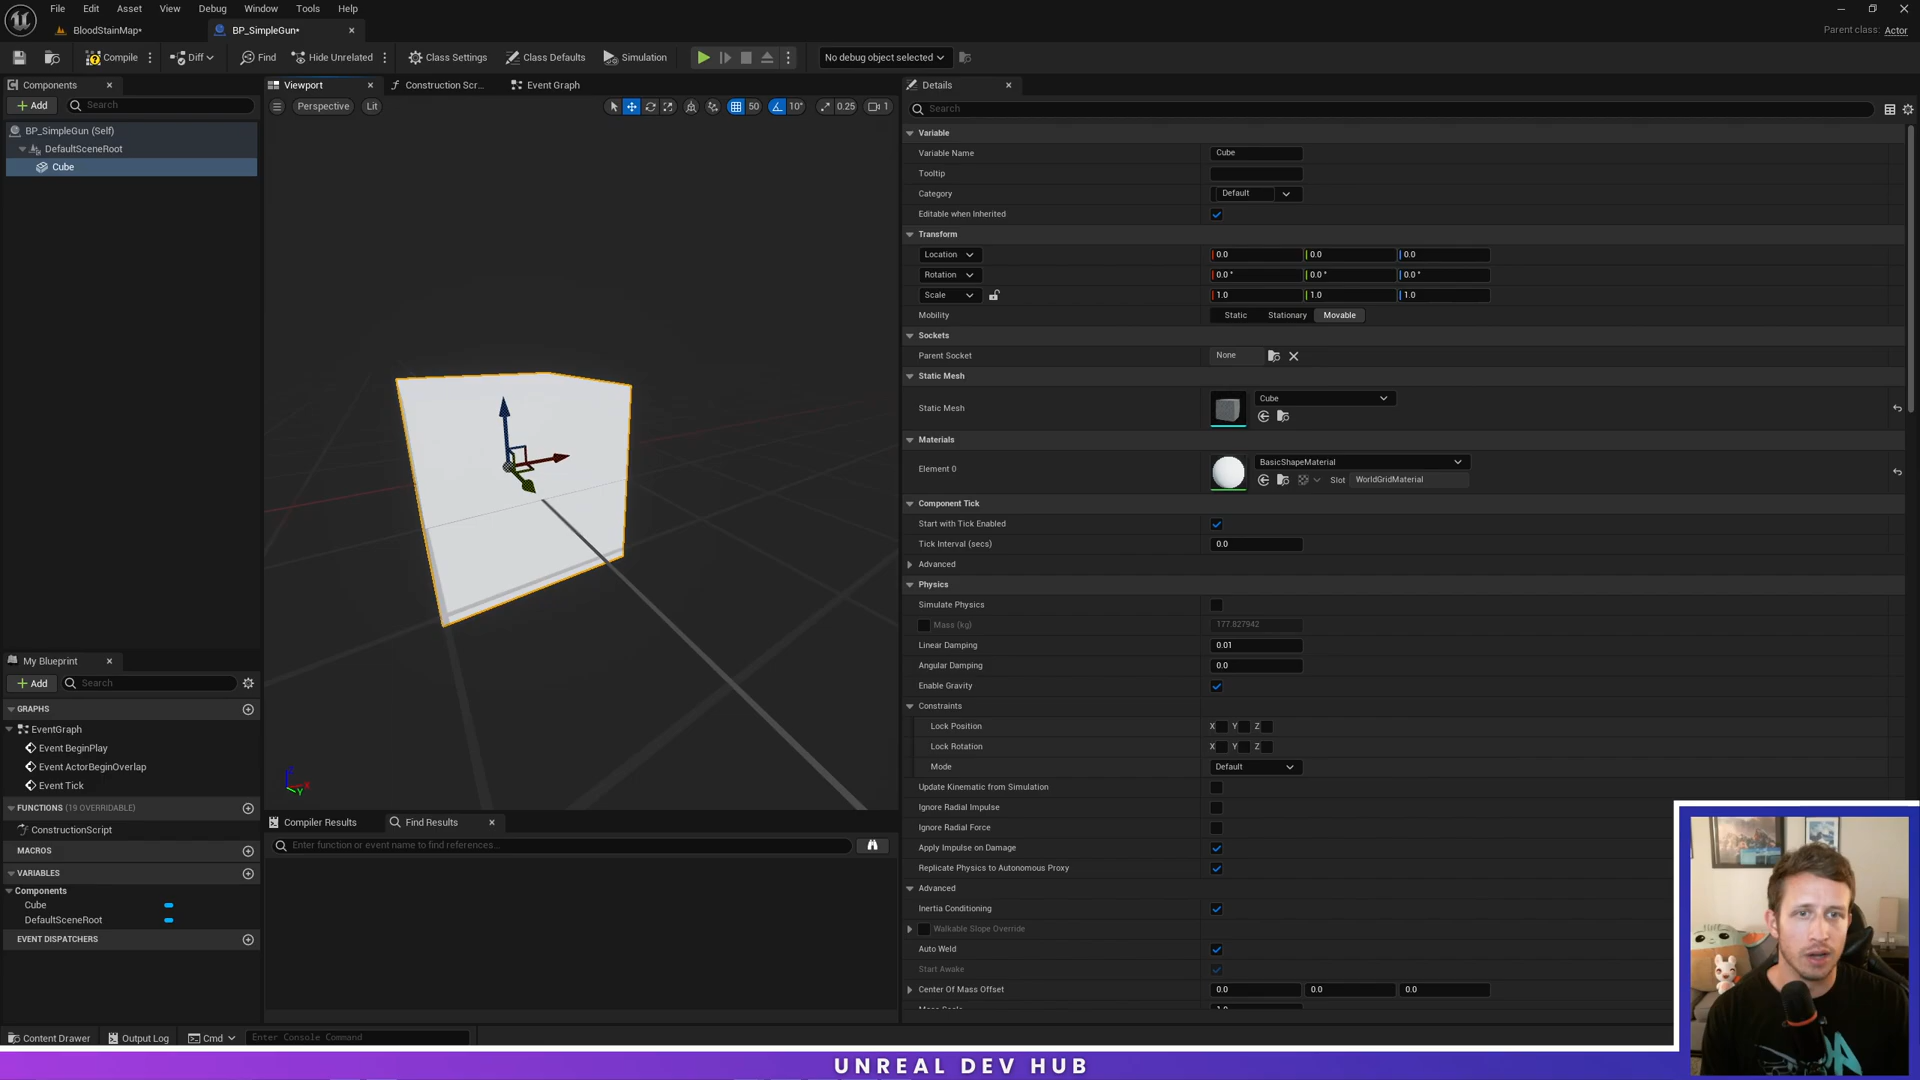 File Edit Asset View Debug Window Tools Help
BloodStainMap*
BP_SimpleGun*
Parent class: Actor
Compile
Diff
Find
Hide Unrelated
Class Settings
Class Defaults
Simulation
No debug object selected
Components
Add
Search
BP_SimpleGun (Self)
DefaultSceneRoot
Cube
Viewport
Construction Scr...
Event Graph
Perspective
Lit
50
10°
0.25
1
Details
Search
Variable
Variable Name
Cube
Tooltip
Category
Default
Editable when Inherited
Transform
Location
0.0 0.0 0.0
Rotation
0.0 ° 0.0 ° 0.0 °
Scale
1.0 1.0 1.0
Mobility
Static Stationary Movable
Sockets
Parent Socket
None
Static Mesh
Static Mesh
Cube
Materials
Element 0
BasicShapeMaterial
Slot WorldGridMaterial
Component Tick
Start with Tick Enabled
Tick Interval (secs)
0.0
Advanced
Physics
Simulate Physics
Mass (kg)
177.827942
Linear Damping
0.01
Angular Damping
0.0
Enable Gravity
Constraints
Lock Position
X Y Z
Lock Rotation
X Y Z
Mode
Default
Update Kinematic from Simulation
Ignore Radial Impulse
Ignore Radial Force
Apply Impulse on Damage
Replicate Physics to Autonomous Proxy
Advanced
Inertia Conditioning
Walkable Slope Override
Auto Weld
Start Awake
Center Of Mass Offset
0.0 0.0 0.0
My Blueprint
Add
Search
GRAPHS
EventGraph
Event BeginPlay
Event ActorBeginOverlap
Event Tick
FUNCTIONS (19 OVERRIDABLE)
ConstructionScript
MACROS
VARIABLES
Components
Cube
DefaultSceneRoot
EVENT DISPATCHERS
Z
X
Y
Compiler Results
Find Results
Enter function or event name to find references...
Content Drawer
Output Log
Cmd
Enter Console Command
UNREAL DEV HUB